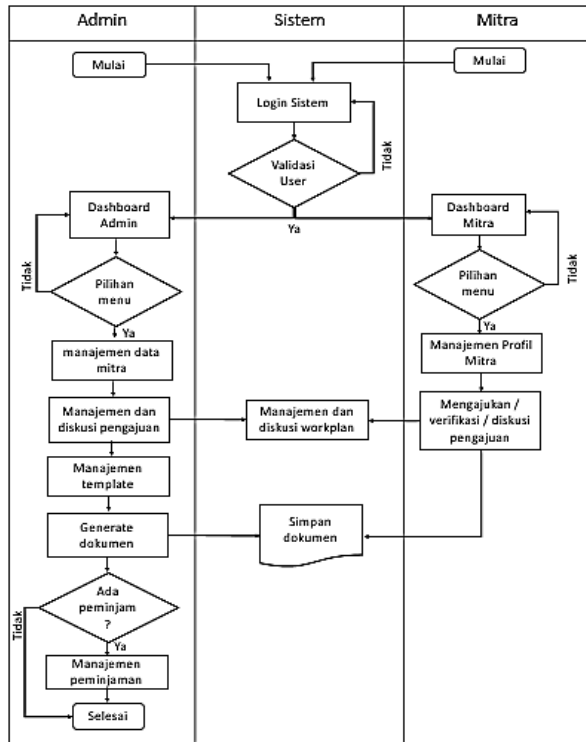 Admin
Sistem
Mitra
Mulai
Mulai
Login Sistem
Tidak
Validasi
User
Ya
Dashboard
Admin
Dashboard
Mitra
Tidak
Pilihan
menu
Ya
Pilihan
menu
Tidak
Ya
manajemen data
mitra
Manajemen Profil
Mitra
Manajemen dan
diskusi pengajuan
Manajemen dan
diskusi workplan
Mengajukan /
verifikasi / diskusi
pengajuan
Manajemen
template
Generate
dokumen
Simpan
dokumen
Ada
peminjam
?
Tidak
Ya
Manajemen
peminjaman
Selesai